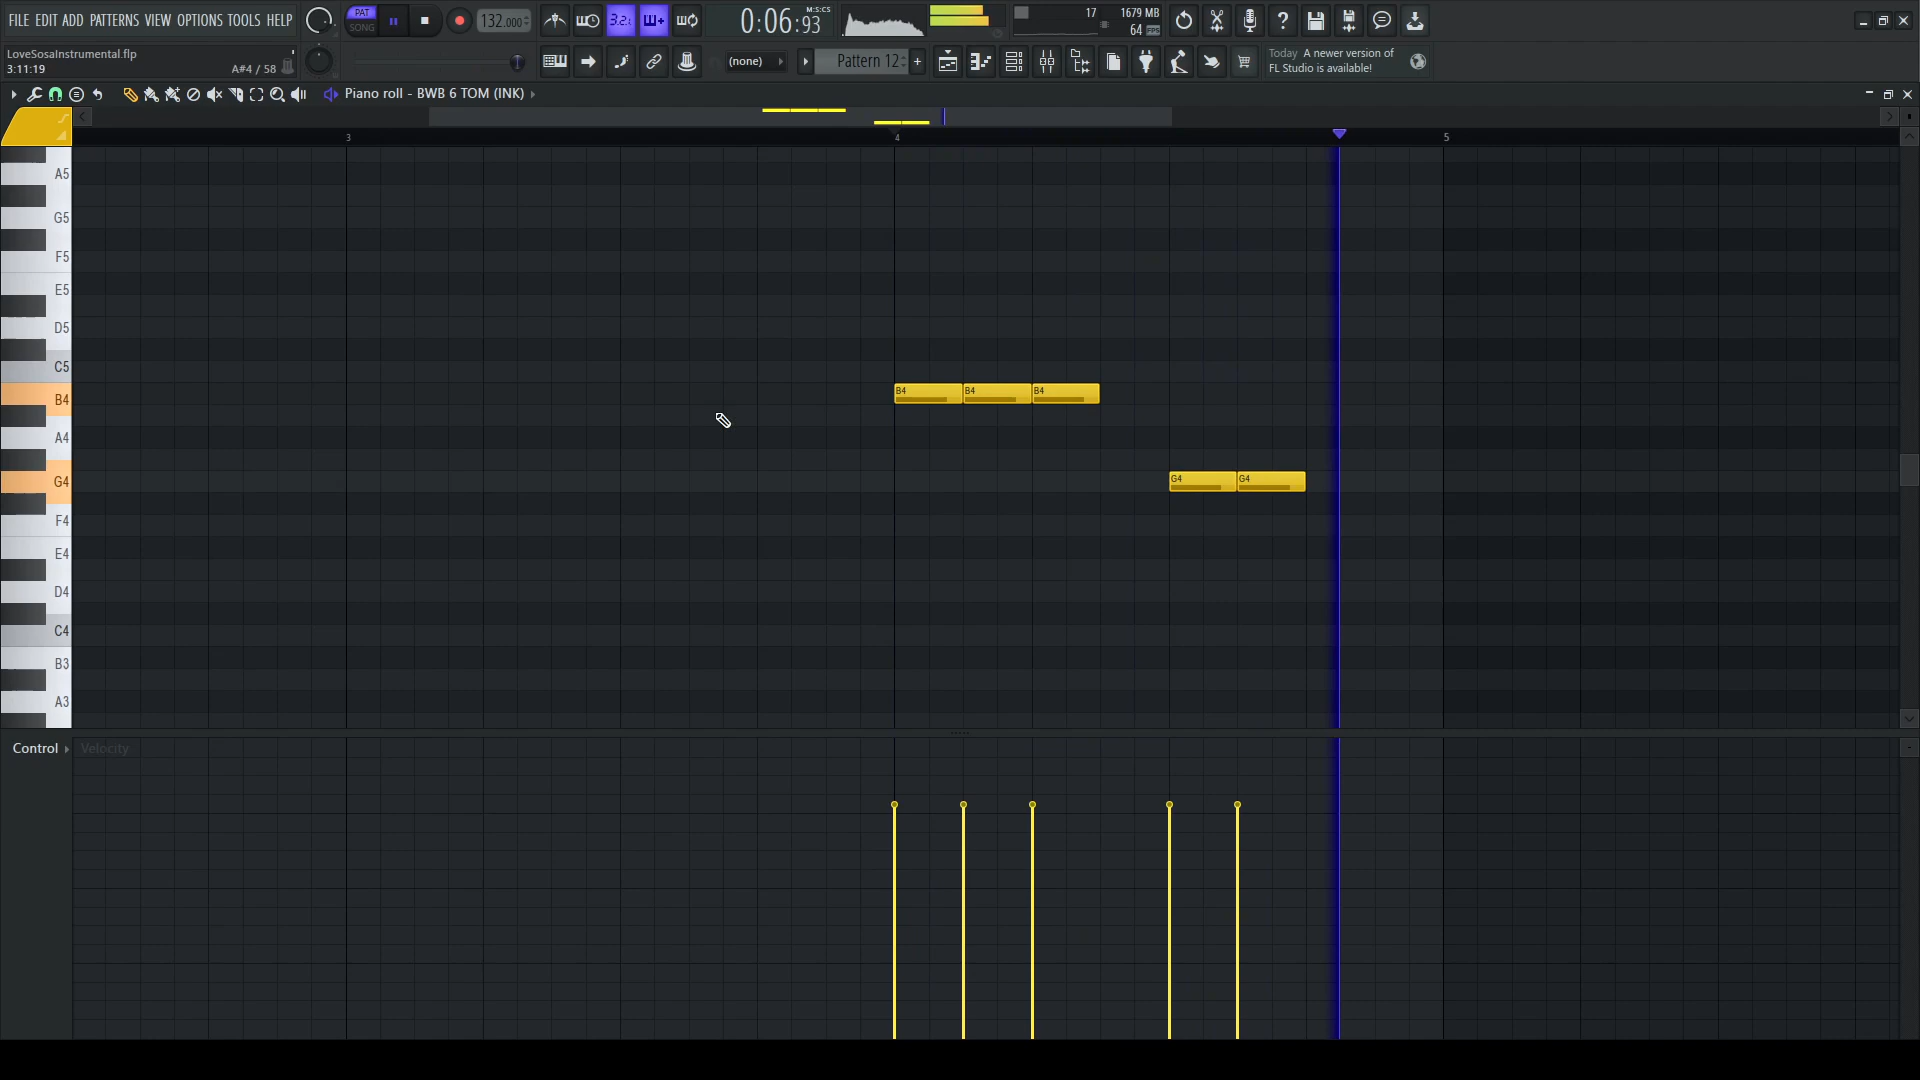 FILE EDIT ADD PATTERNS VIEW OPTIONS TOOLS HELP
PAT
SONG
132.000
3.2.
0:06:93
M:S:CS
17
1679 MB
64
FPS
LoveSosaInstrumental.flp
3:11:19
A#4 / 58
(none)
Pattern 12
+
Today A newer version of
FL Studio is available!
Piano roll - BWB 6 TOM (INK)
3
4
5
A5
G5
F5
E5
D5
C5
B4
B4
B4
B4
A4
G4
G4
G4
F4
E4
D4
C4
B3
A3
Control
Velocity